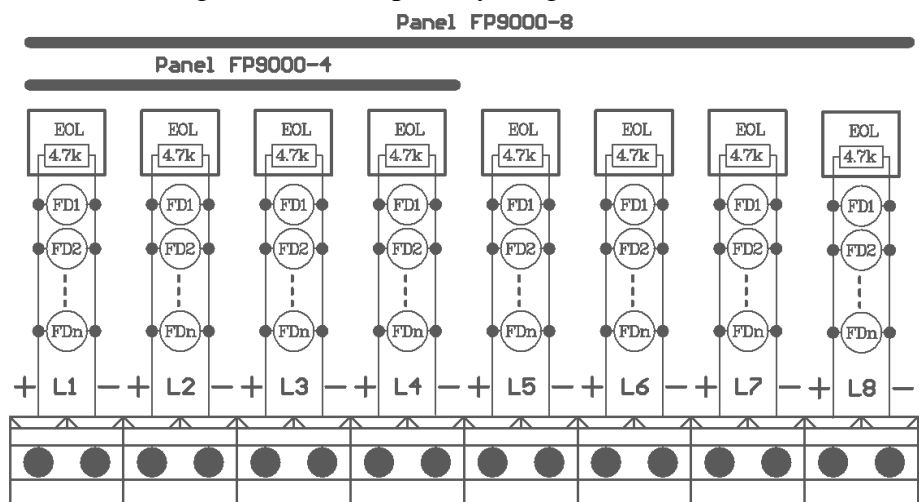 Panel FP9000-8
Panel FP9000-4
EOL EOL EOL EOL EOL EOL EOL EOL
4.7k 4.7k 4.7k 4.7k 4.7k 4.7k 4.7k 4.7k
FD1 FD1 FD1 FD1 FD1 FD1 FD1 FD1
FD2 FD2 FD2 FD2 FD2 FD2 FD2 FD2
FDn FDn FDn FDn FDn FDn FDn FDn
+ L1 - + L2 - + L3 - + L4 - + L5 - + L6 - + L7 - + L8 -